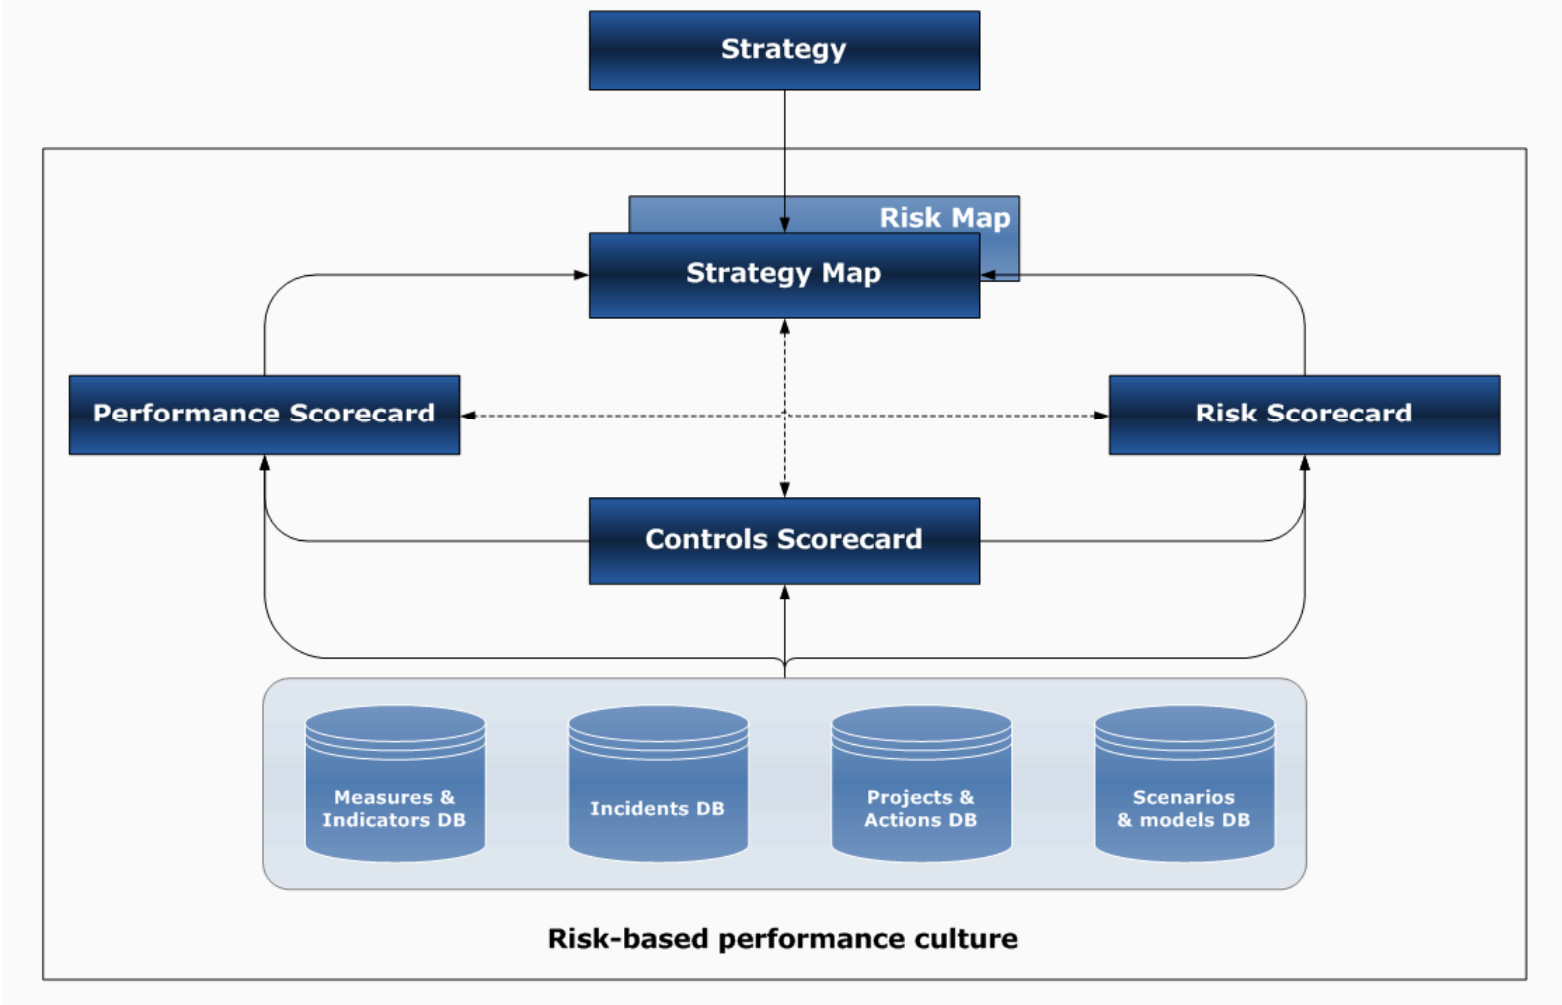 Strategy
Risk Map
Strategy Map
Performance Scorecard
Risk Scorecard
Controls Scorecard
Measures &
Indicators DB
Incidents DB
Projects &
Actions DB
Scenarios
& models DB
Risk-based performance culture